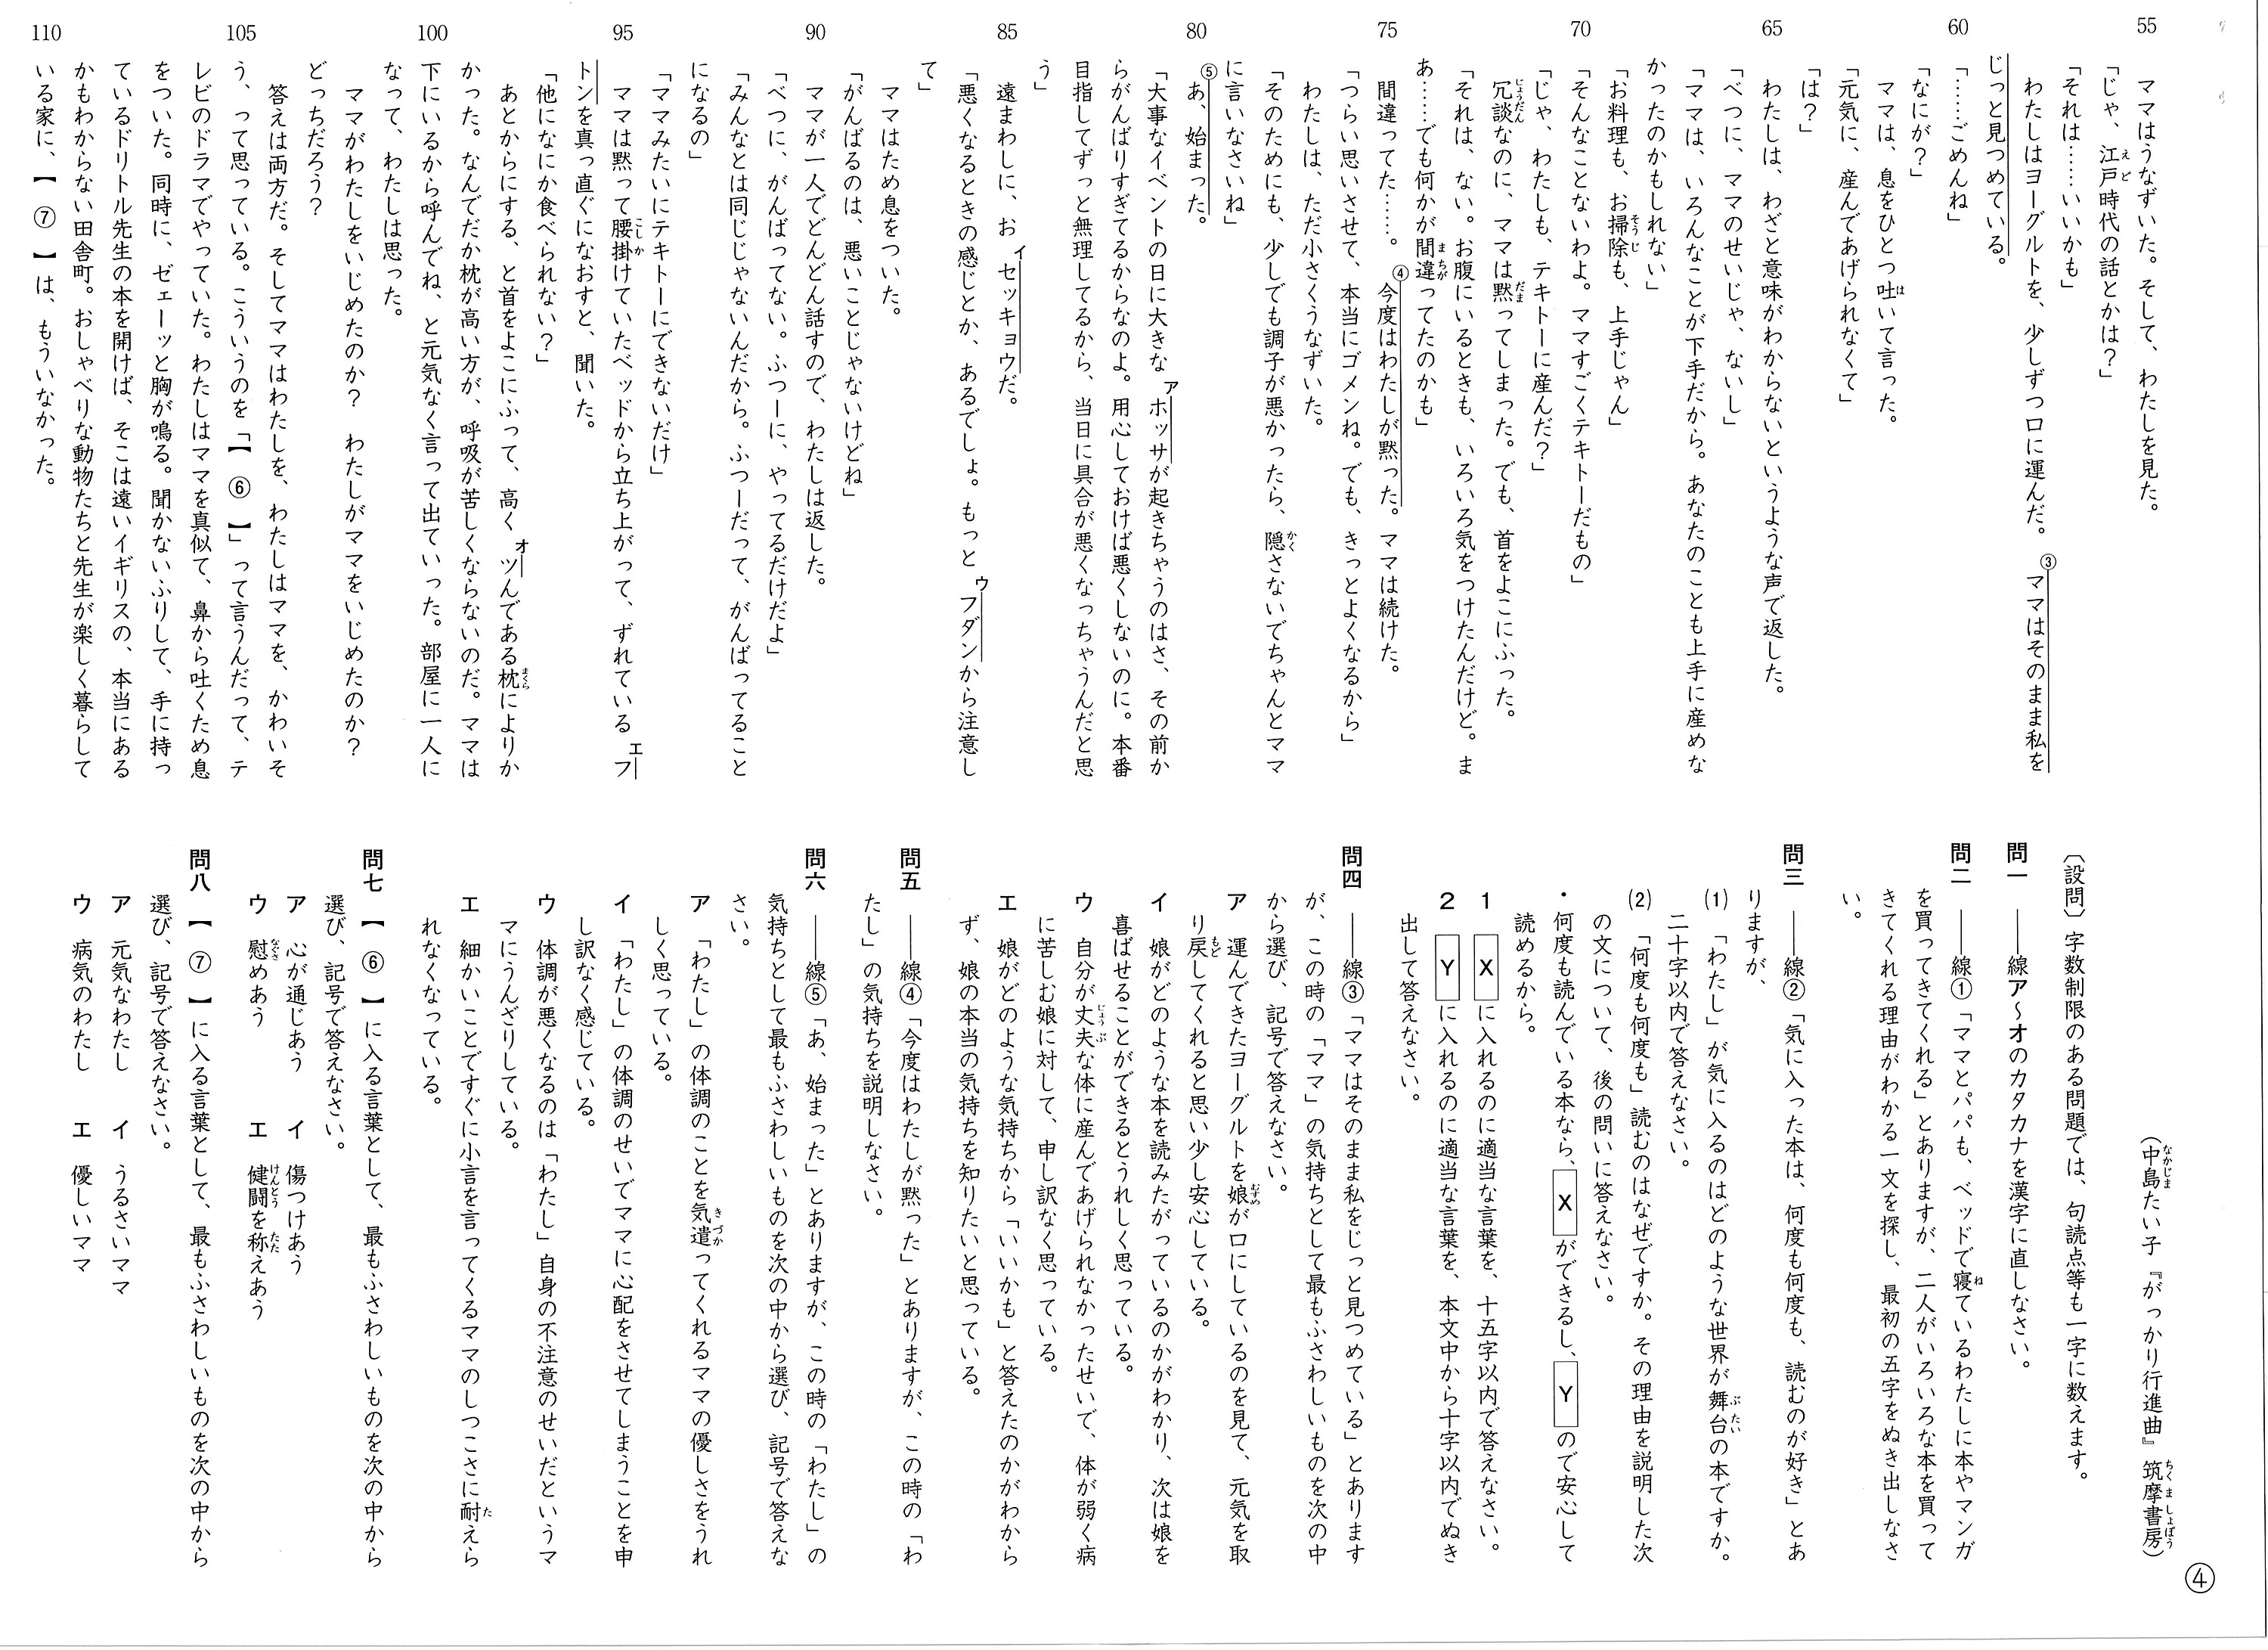 55
ママはうなずいた。そして、わたしを見た。
「じゃ、江戸時代の話とかは？」
「それは……いいかも」
わたしはヨーグルトを、少しずつ口に運んだ。③ママはそのまま私を
じっと見つめている。
60
「……ごめんね」
「なにが？」
ママは、息をひとつ吐いて言った。
「元気に、産んであげられなくて」
「は？」
65
わたしは、わざと意味がわからないというような声で返した。
「べつに、ママのせいじゃ、ないし」
「ママは、いろんなことが下手だから。あなたのことも上手に産めな
かったのかもしれない」
「お料理も、お掃除も、上手じゃん」
70
「そんなことないわよ。ママすごくテキトーだもの」
「じゃ、わたしも、テキトーに産んだ？」
冗談なのに、ママは黙ってしまった。でも、首をよこにふった。
「それは、ない。お腹にいるときも、いろいろ気をつけたんだけど。ま
あ……でも何かが間違ってたのかも」
75
間違ってた……。④今度はわたしが黙った。ママは続けた。
「つらい思いさせて、本当にゴメンね。でも、きっとよくなるから」
わたしは、ただ小さくうなずいた。
「そのためにも、少しでも調子が悪かったら、隠さないでちゃんとママ
に言いなさいね」
80
⑤あ、始まった。
「大事なイベントの日に大きなアホッサが起きちゃうのはさ、その前か
らがんばりすぎてるからなのよ。用心しておけば悪くしないのに。本番
目指してずっと無理してるから、当日に具合が悪くなっちゃうんだと思
う」
85
遠まわしに、おイセッキョウだ。
「悪くなるときの感じとか、あるでしょ。もっとウフダンから注意し
て」
ママはため息をついた。
「がんばるのは、悪いことじゃないけどね」
90
ママが一人でどんどん話すので、わたしは返した。
「べつに、がんばってない。ふつーに、やってるだけだよ」
「みんなとは同じじゃないんだから。ふつーだって、がんばってること
になるの」
「ママみたいにテキトーにできないだけ」
95
ママは黙って腰掛けていたベッドから立ち上がって、ずれているエフ
トンを真っ直ぐになおすと、聞いた。
「他になにか食べられない？」
あとからにする、と首をよこにふって、高くオツんである枕によりか
かった。なんでだか枕が高い方が、呼吸が苦しくならないのだ。ママは
100
下にいるから呼んでね、と元気なく言って出ていった。部屋に一人に
なって、わたしは思った。
ママがわたしをいじめたのか？　わたしがママをいじめたのか？
どっちだろう？
答えは両方だ。そしてママはわたしを、わたしはママを、かわいそ
105
う、って思っている。こういうのを「【　⑥　】」って言うんだって、テ
レビのドラマでやっていた。わたしはママを真似て、鼻から吐くため息
をついた。同時に、ゼェーッと胸が鳴る。聞かないふりして、手に持っ
ているドリトル先生の本を開けば、そこは遠いイギリスの、本当にある
かもわからない田舎町。おしゃべりな動物たちと先生が楽しく暮らして
110
いる家に、【　⑦　】は、もういなかった。
（中島たい子『がっかり行進曲』筑摩書房）
〔設問〕字数制限のある問題では、句読点等も一字に数えます。
問一　――線ア～オのカタカナを漢字に直しなさい。
問二　――線①「ママとパパも、ベッドで寝ているわたしに本やマンガ
を買ってきてくれる」とありますが、二人がいろいろな本を買って
きてくれる理由がわかる一文を探し、最初の五字をぬき出しなさ
い。
問三　――線②「気に入った本は、何度も何度も、読むのが好き」とあ
りますが、
(1)　「わたし」が気に入るのはどのような世界が舞台の本ですか。
二十字以内で答えなさい。
(2)　「何度も何度も」読むのはなぜですか。その理由を説明した次
の文について、後の問いに答えなさい。
・何度も読んでいる本なら、Xができるし、Yので安心して
読めるから。
1　Xに入れるのに適当な言葉を、十五字以内で答えなさい。
2　Yに入れるのに適当な言葉を、本文中から十字以内でぬき
出して答えなさい。
問四　――線③「ママはそのまま私をじっと見つめている」とあります
が、この時の「ママ」の気持ちとして最もふさわしいものを次の中
から選び、記号で答えなさい。
ア　運んできたヨーグルトを娘が口にしているのを見て、元気を取
り戻してくれると思い少し安心している。
イ　娘がどのような本を読みたがっているのかがわかり、次は娘を
喜ばせることができるとうれしく思っている。
ウ　自分が丈夫な体に産んであげられなかったせいで、体が弱く病
に苦しむ娘に対して、申し訳なく思っている。
エ　娘がどのような気持ちから「いいかも」と答えたのかがわから
ず、娘の本当の気持ちを知りたいと思っている。
問五　――線④「今度はわたしが黙った」とありますが、この時の「わ
たし」の気持ちを説明しなさい。
問六　――線⑤「あ、始まった」とありますが、この時の「わたし」の
気持ちとして最もふさわしいものを次の中から選び、記号で答えな
さい。
ア　「わたし」の体調のことを気遣ってくれるママの優しさをうれ
しく思っている。
イ　「わたし」の体調のせいでママに心配をさせてしまうことを申
し訳なく感じている。
ウ　体調が悪くなるのは「わたし」自身の不注意のせいだというマ
マにうんざりしている。
エ　細かいことですぐに小言を言ってくるママのしつこさに耐えら
れなくなっている。
問七　【　⑥　】に入る言葉として、最もふさわしいものを次の中から
選び、記号で答えなさい。
ア　心が通じあう　イ　傷つけあう
ウ　慰めあう　エ　健闘を称えあう
問八　【　⑦　】に入る言葉として、最もふさわしいものを次の中から
選び、記号で答えなさい。
ア　元気なわたし　イ　うるさいママ
ウ　病気のわたし　エ　優しいママ
④